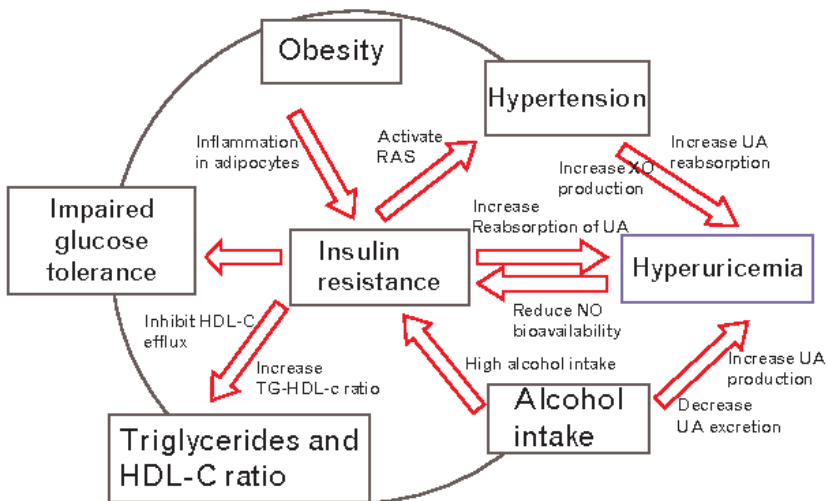 Obesity
Hypertension
Inflammation
in adipocytes
Activate
RAS
Increase UA
reabsorption
Increase XO
production
Impaired
glucose
tolerance
Insulin
resistance
Increase
Reabsorption of UA
Hyperuricemia
Reduce NO
bioavailability
Inhibit HDL-C
efflux
Increase
TG-HDL-c ratio
High alcohol intake
Increase UA
production
Decrease
UA excretion
Alcohol
intake
Triglycerides and
HDL-C ratio